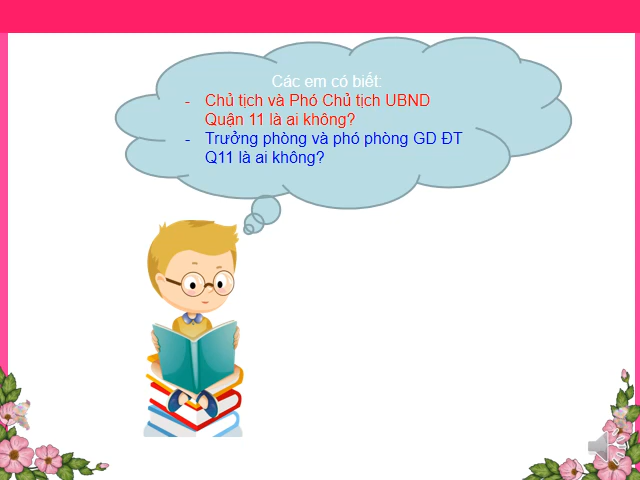 Các em có biết:
- Chủ tịch và Phó Chủ tịch UBND
Quận 11 là ai không?
- Trưởng phòng và phó phòng GD ĐT
Q11 là ai không?